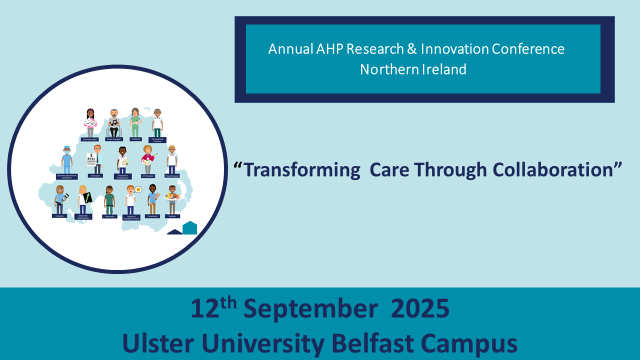 Annual AHP Research & Innovation Conference
Northern Ireland
“Transforming  Care Through Collaboration”
12th September  2025
Ulster University Belfast Campus